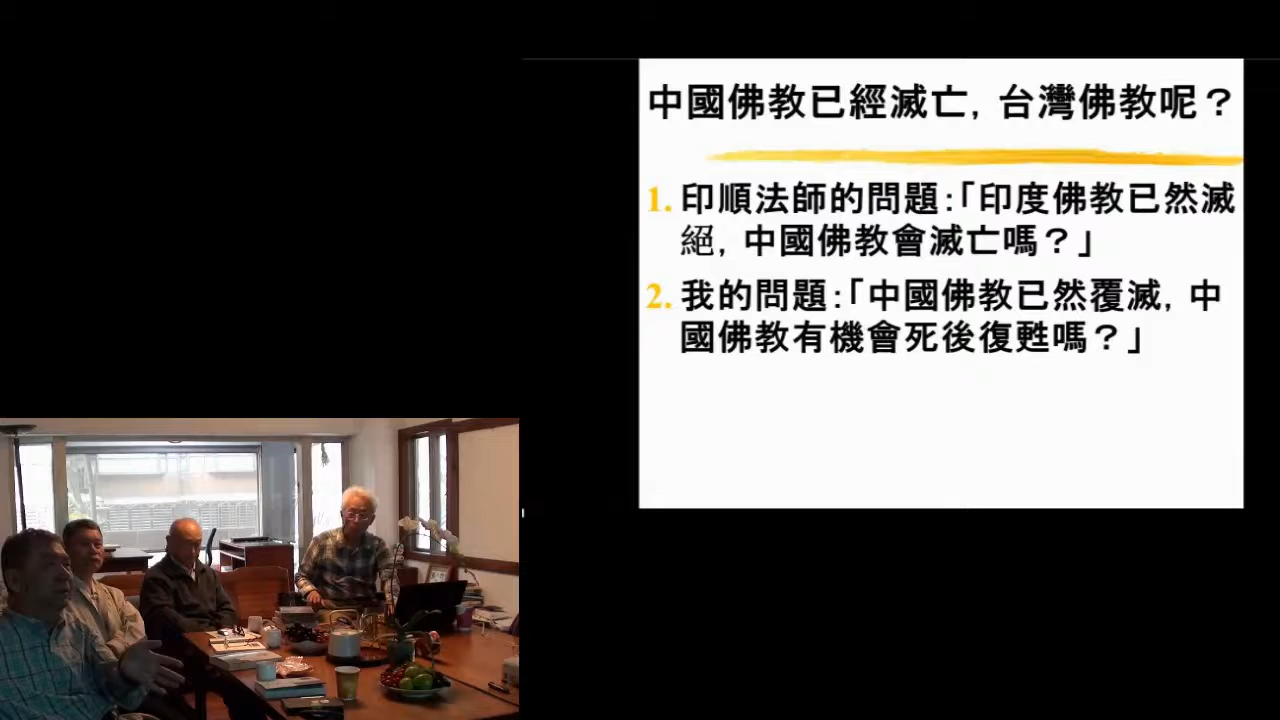 中國佛教已經滅亡，台灣佛教呢？
1. 印順法師的問題：「印度佛教已然滅
絕，中國佛教會滅亡嗎？」
2. 我的問題：「中國佛教已然覆滅，中
國佛教有機會死後復甦嗎？」